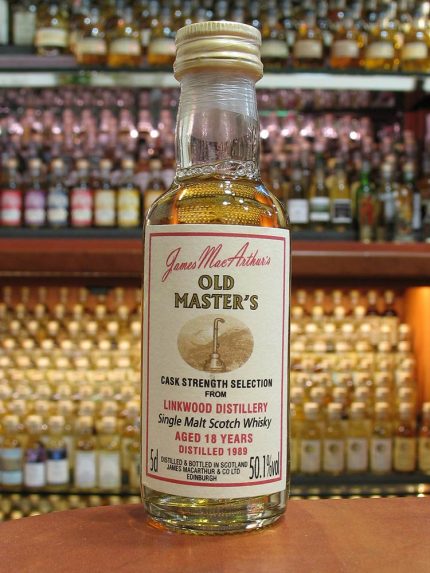 James MacArthur's
OLD
MASTER'S
CASK STRENGTH SELECTION
FROM
LINKWOOD DISTILLERY
Single Malt Scotch Whisky
AGED 18 YEARS
DISTILLED 1989
5cl DISTILLED & BOTTLED IN SCOTLAND 50.1%vol
JAMES MACARTHUR & CO LTD
EDINBURGH